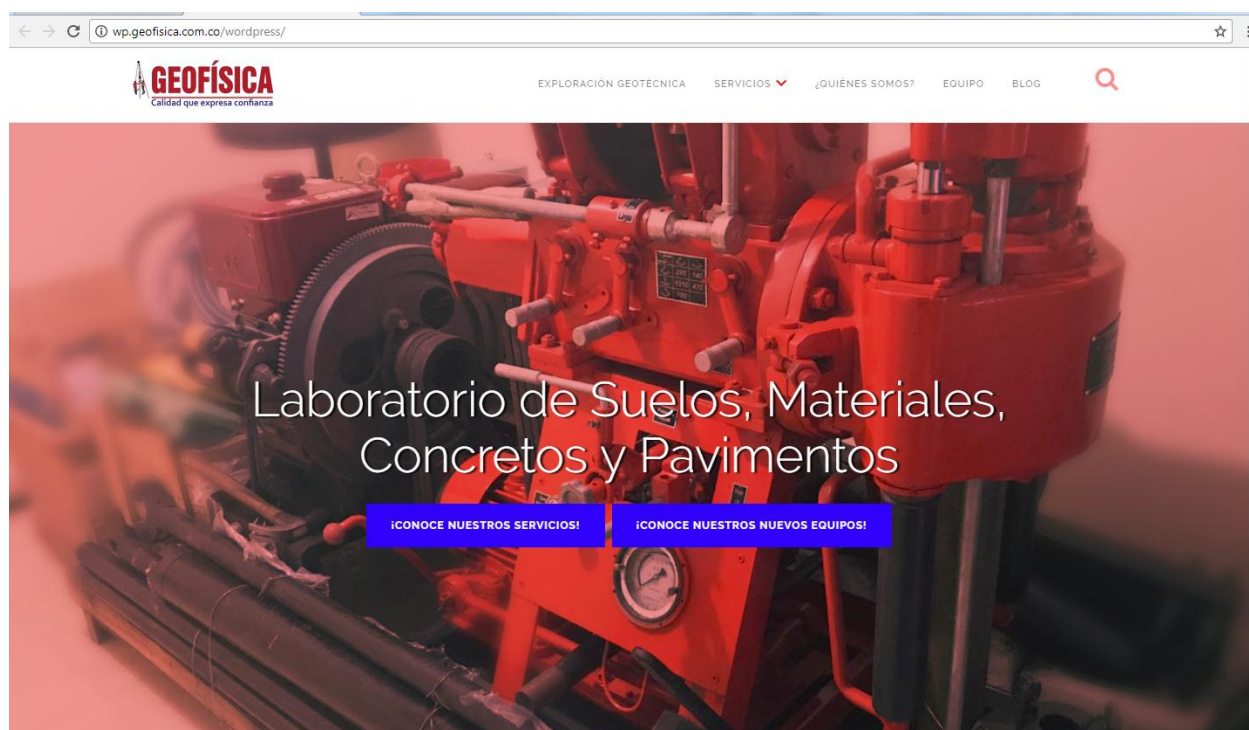 wp.geofisica.com.co/wordpress/
GEOFÍSICA
Calidad que expresa confianza
EXPLORACIÓN GEOTÉCNICA SERVICIOS ¿QUIÉNES SOMOS? EQUIPO BLOG
Laboratorio de Suelos, Materiales,
Concretos y Pavimentos
¡CONOCE NUESTROS SERVICIOS! ¡CONOCE NUESTROS NUEVOS EQUIPOS!